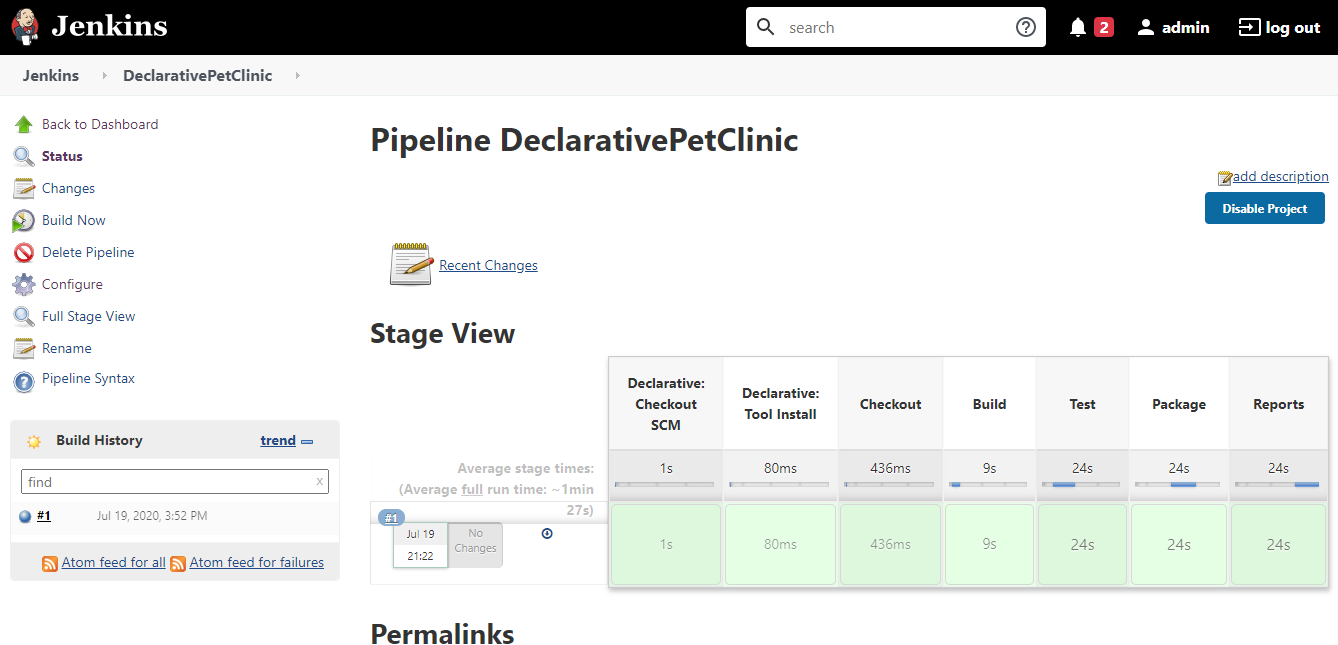 Jenkins
search
2
admin
log out
Jenkins
DeclarativePetClinic
Back to Dashboard
Status
Changes
Build Now
Delete Pipeline
Configure
Full Stage View
Rename
Pipeline Syntax
Build History
trend
find
x
#1
Jul 19, 2020, 3:52 PM
Atom feed for all
Atom feed for failures
Pipeline DeclarativePetClinic
add description
Disable Project
Recent Changes
Stage View
Declarative:
Checkout
SCM
Declarative:
Tool Install
Checkout
Build
Test
Package
Reports
Average stage times:
(Average full run time: ~1min
27s)
1s
80ms
436ms
9s
24s
24s
24s
#1
Jul 19
21:22
No
Changes
1s
80ms
436ms
9s
24s
24s
24s
Permalinks